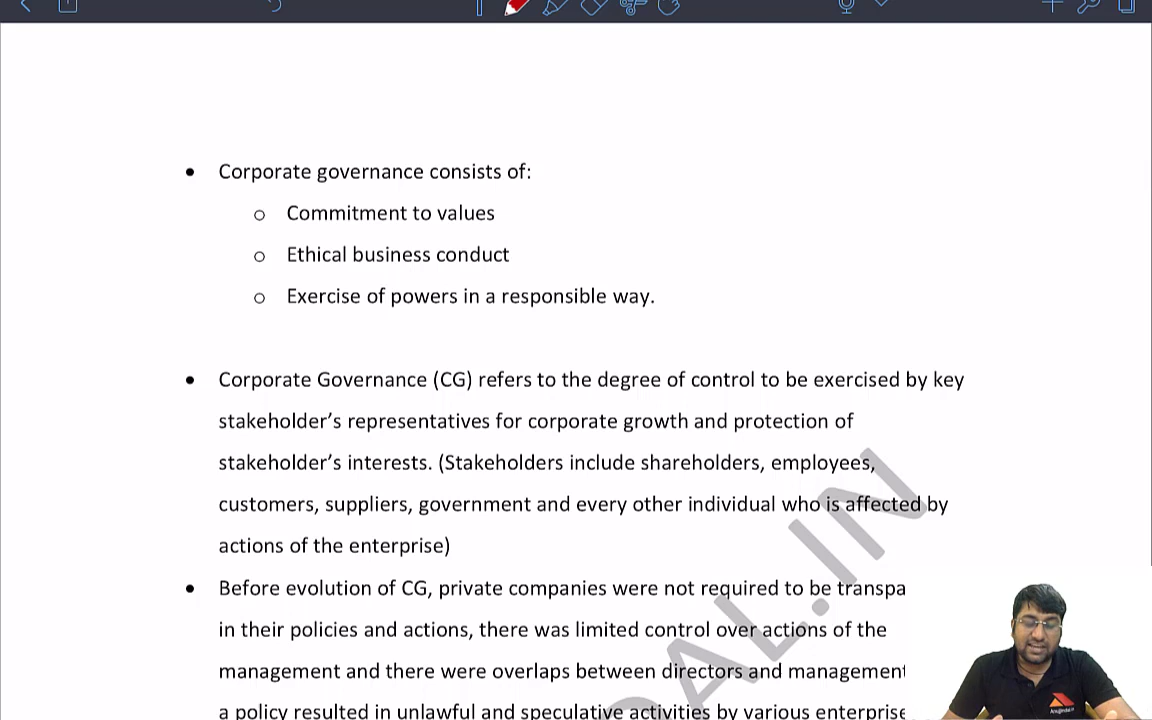 • Corporate governance consists of:
o Commitment to values
o Ethical business conduct
o Exercise of powers in a responsible way.
• Corporate Governance (CG) refers to the degree of control to be exercised by key
stakeholder’s representatives for corporate growth and protection of
stakeholder’s interests. (Stakeholders include shareholders, employees,
customers, suppliers, government and every other individual who is affected by
actions of the enterprise)
• Before evolution of CG, private companies were not required to be transpa
in their policies and actions, there was limited control over actions of the
management and there were overlaps between directors and management
a policy resulted in unlawful and speculative activities by various enterprise
DAL.IN